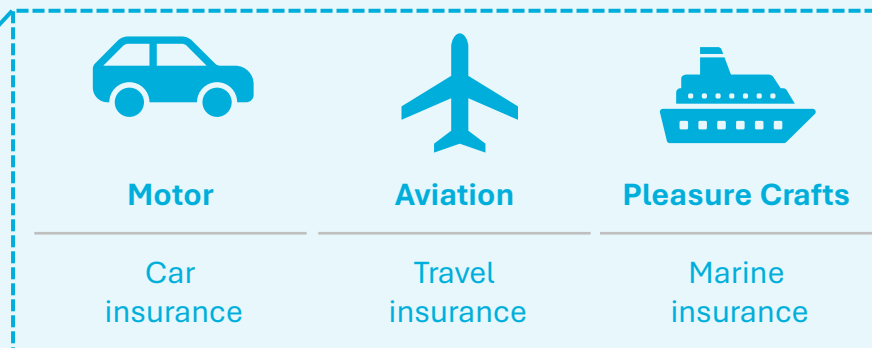 Motor
Aviation
Pleasure Crafts
Car
insurance
Travel
insurance
Marine
insurance